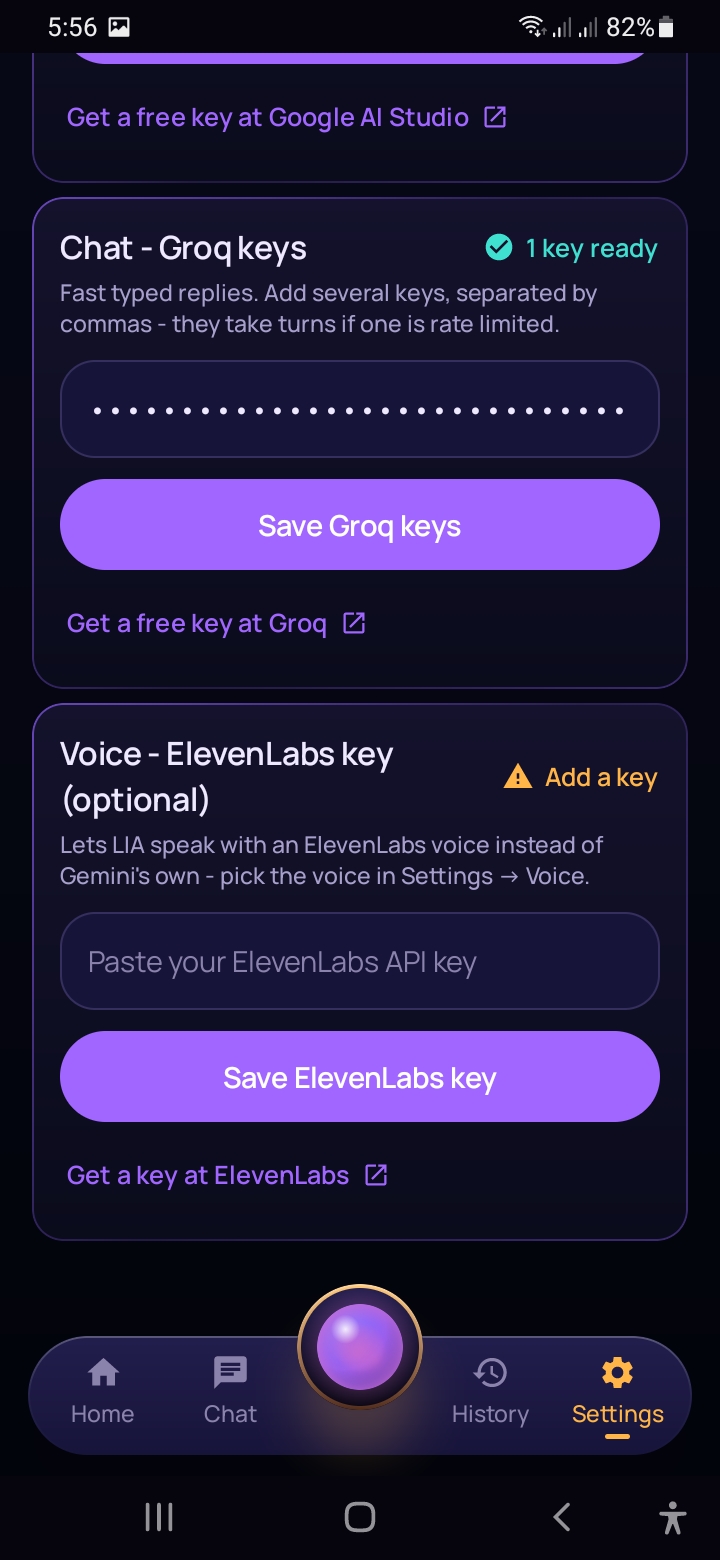 5:56
82%
Get a free key at Google AI Studio
Chat - Groq keys
1 key ready
Fast typed replies. Add several keys, separated by
commas - they take turns if one is rate limited.
Save Groq keys
Get a free key at Groq
Voice - ElevenLabs key
(optional)
Add a key
Lets LIA speak with an ElevenLabs voice instead of
Gemini's own - pick the voice in Settings → Voice.
Paste your ElevenLabs API key
Save ElevenLabs key
Get a key at ElevenLabs
Home
Chat
History
Settings